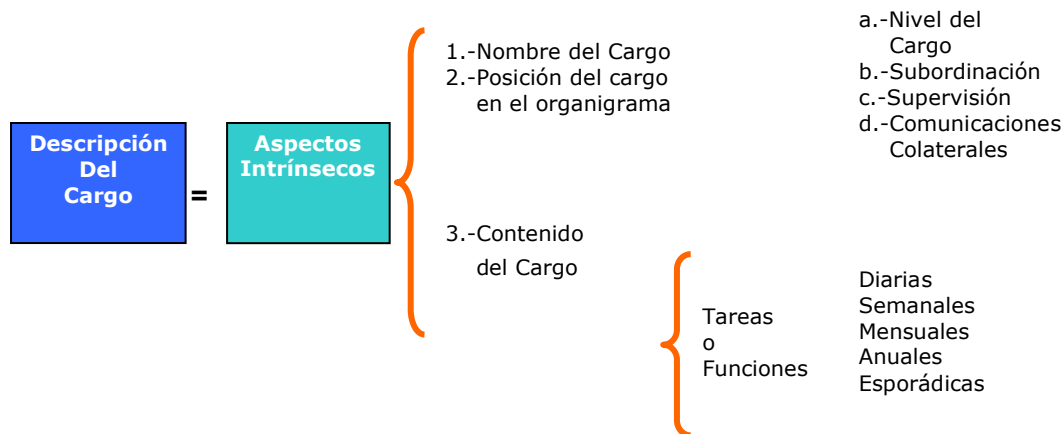 Descripción
Del
Cargo
=
Aspectos
Intrínsecos
1.-Nombre del Cargo
2.-Posición del cargo
en el organigrama
a.-Nivel del
Cargo
b.-Subordinación
c.-Supervisión
d.-Comunicaciones
Colaterales
3.-Contenido
del Cargo
Tareas
o
Funciones
Diarias
Semanales
Mensuales
Anuales
Esporádicas